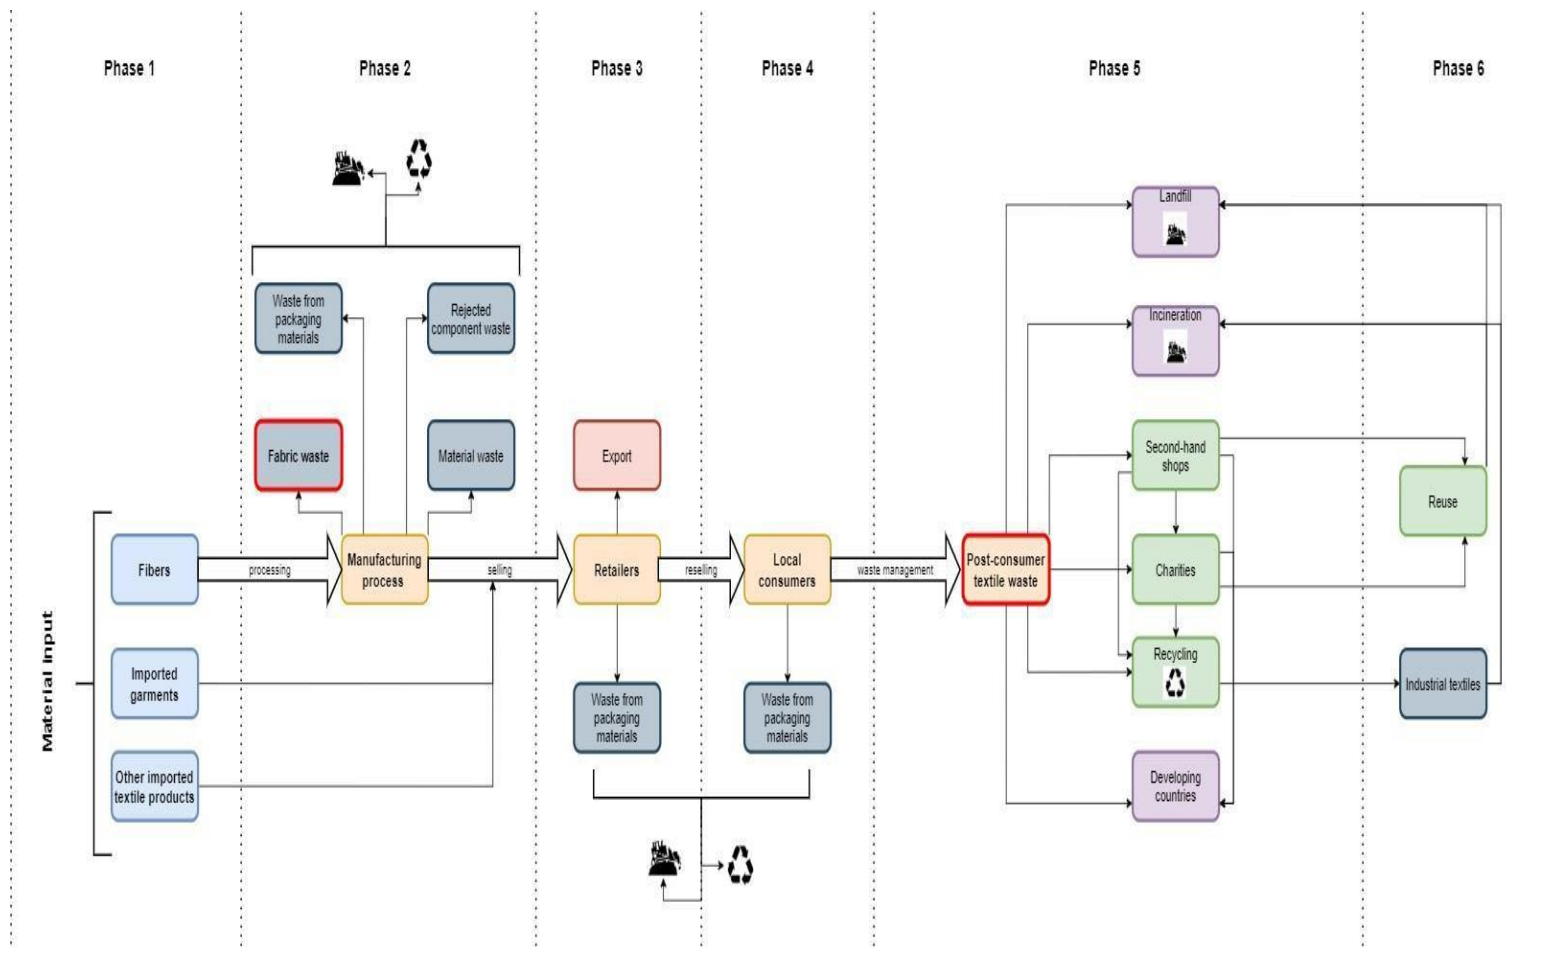 Phase 1
Phase 2
Phase 3
Phase 4
Phase 5
Phase 6
Landfill
Waste from
packaging
materials
Rejected
component waste
Incineration
Fabric waste
Material waste
Export
Second-hand
shops
Reuse
Fibers
processing
Manufacturing
process
selling
Retailers
reselling
Local
consumers
waste management
Post-consumer
textile waste
Charities
Material Input
Imported
garments
Waste from
packaging
materials
Waste from
packaging
materials
Recycling
Industrial textiles
Other imported
textile products
Developing
countries